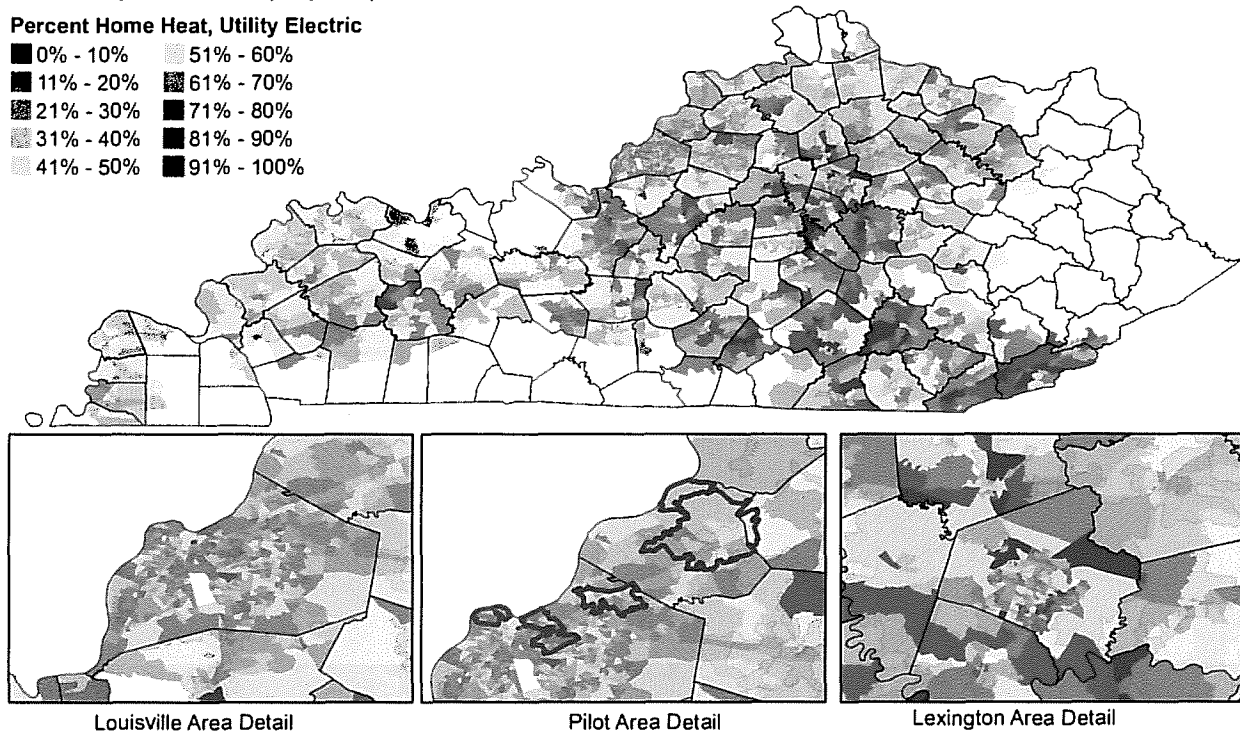 Percent Home Heat, Utility Electric
0% - 10%
11% - 20%
21% - 30%
31% - 40%
41% - 50%
51% - 60%
61% - 70%
71% - 80%
81% - 90%
91% - 100%
Louisville Area Detail
Pilot Area Detail
Lexington Area Detail